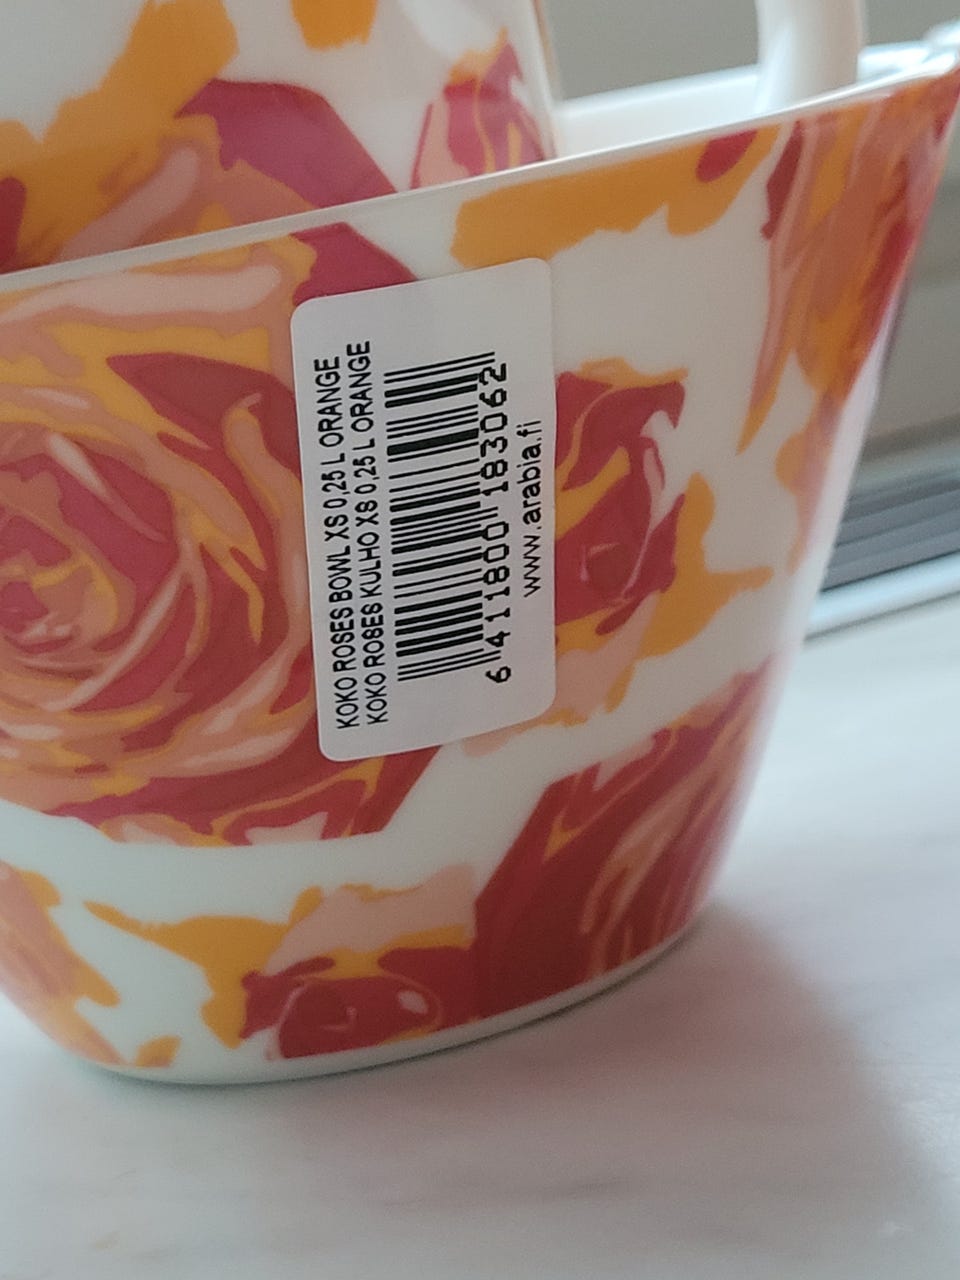 KOKO ROSES BOWL XS 0,25 L ORANGE
KOKO ROSES KULHO XS 0,25 L ORANGE
6 411800 183062
www.arabia.fi